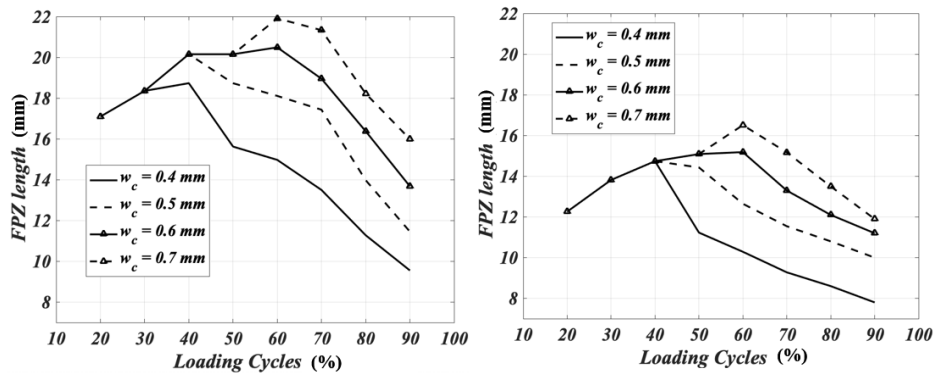 22
20
18
16
14
12
10
8
FPZ length (mm)
w_c = 0.4 mm
w_c = 0.5 mm
w_c = 0.6 mm
w_c = 0.7 mm
10 20 30 40 50 60 70 80 90 100
Loading Cycles (%)
22
20
18
16
14
12
10
8
FPZ length (mm)
w_c = 0.4 mm
w_c = 0.5 mm
w_c = 0.6 mm
w_c = 0.7 mm
10 20 30 40 50 60 70 80 90 100
Loading Cycles (%)